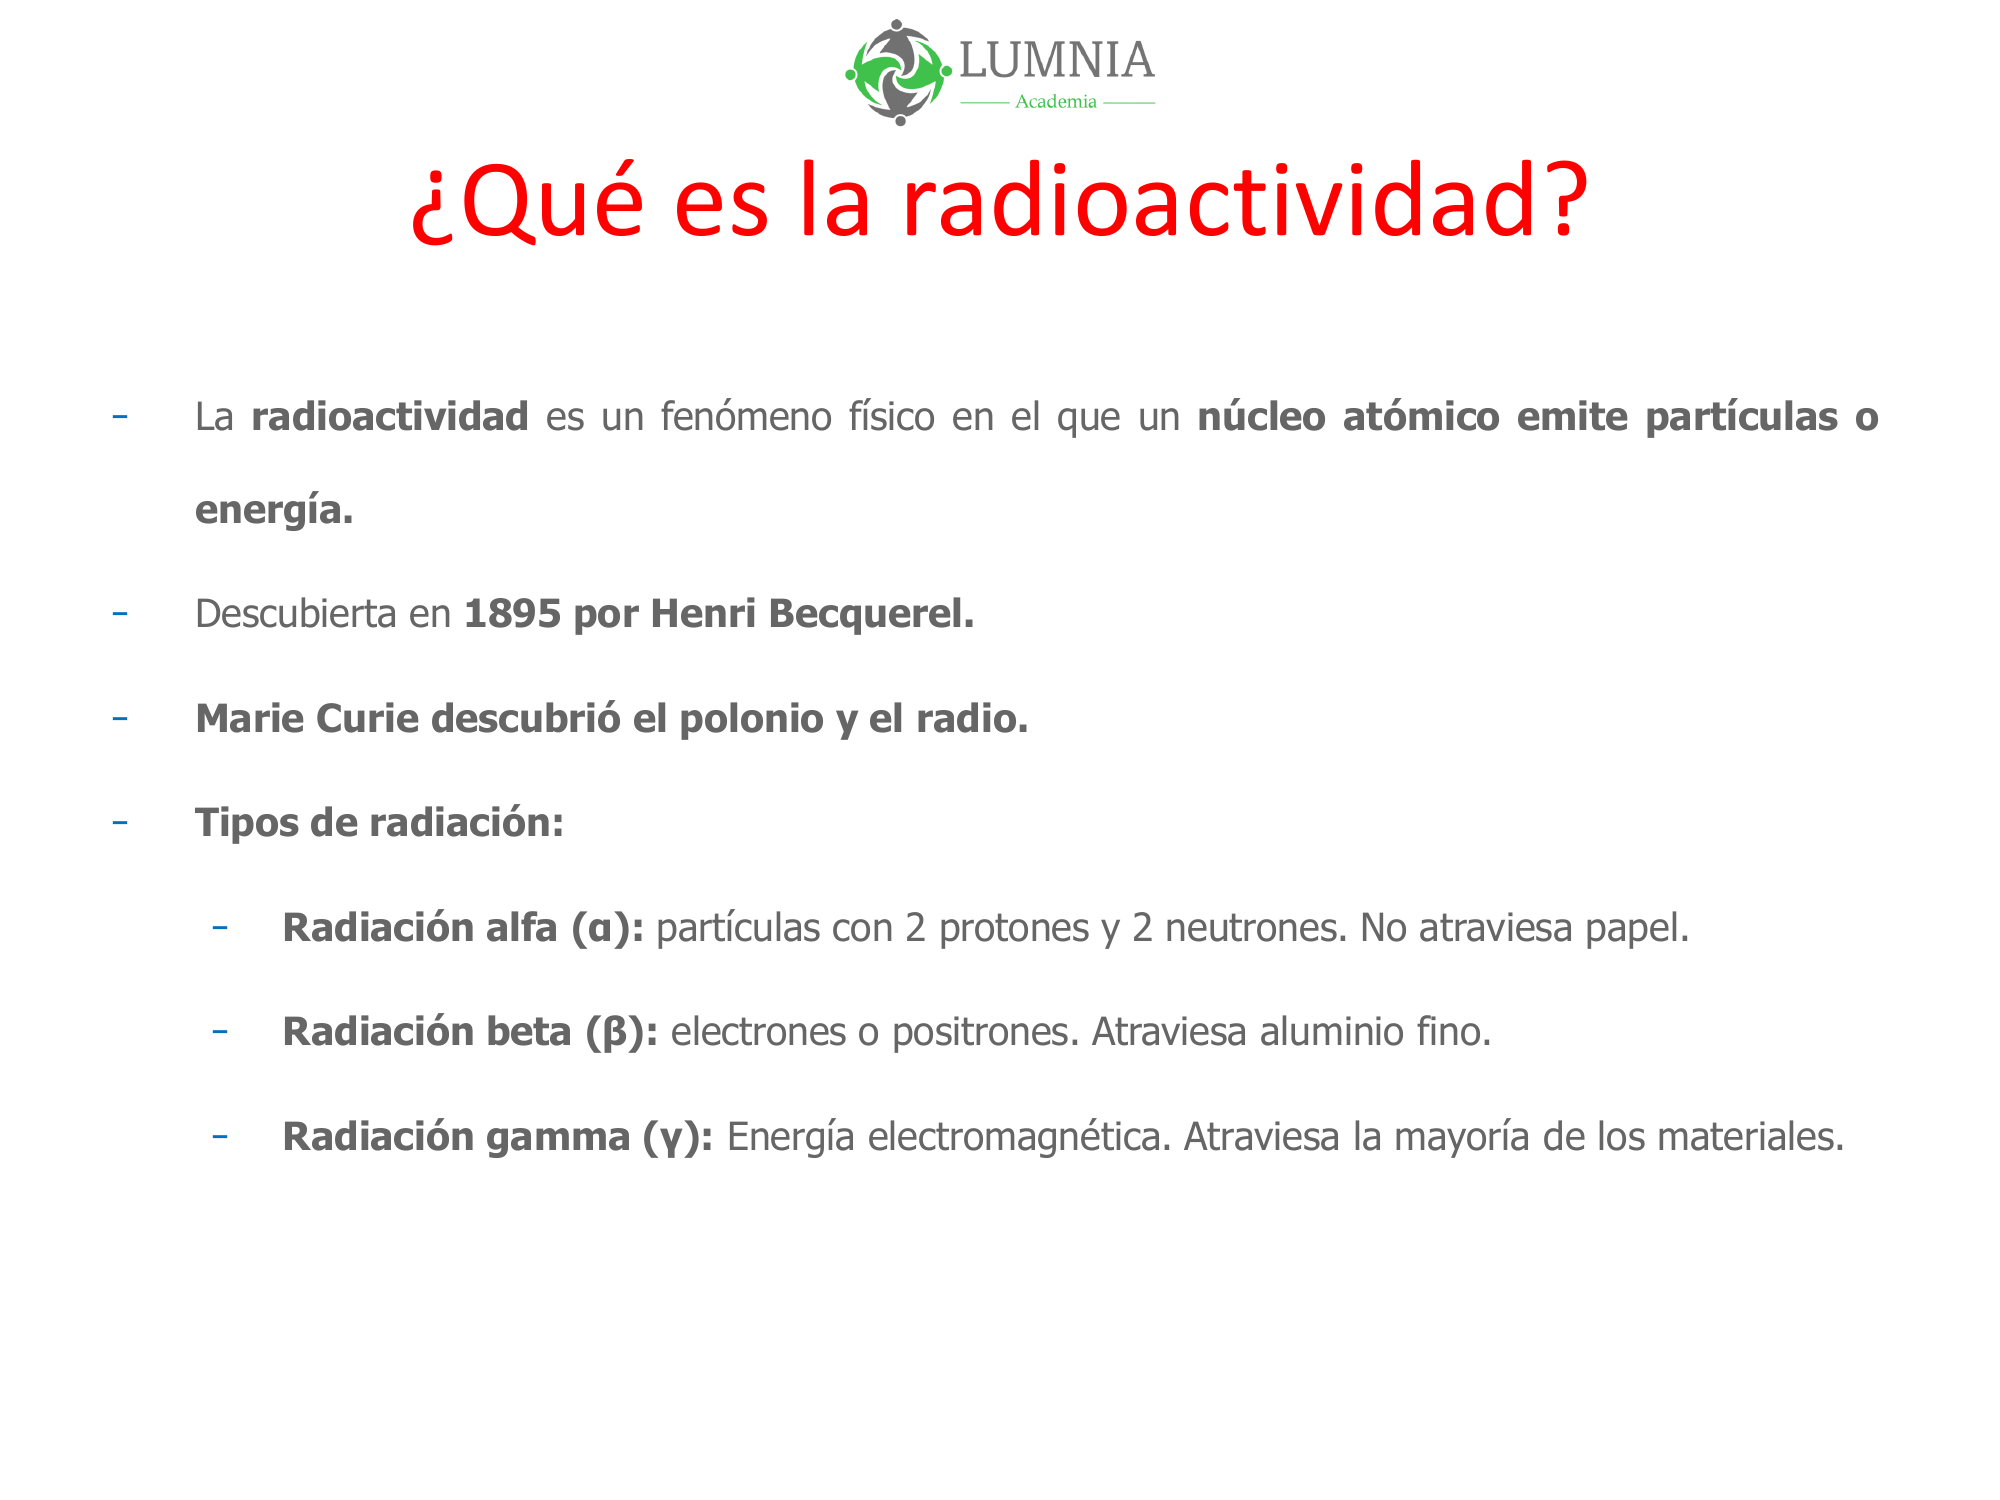 LUMNIA
Academia
¿Qué es la radioactividad?
- La radioactividad es un fenómeno físico en el que un núcleo atómico emite partículas o
energía.
- Descubierta en 1895 por Henri Becquerel.
- Marie Curie descubrió el polonio y el radio.
- Tipos de radiación:
- Radiación alfa (α): partículas con 2 protones y 2 neutrones. No atraviesa papel.
- Radiación beta (β): electrones o positrones. Atraviesa aluminio fino.
- Radiación gamma (γ): Energía electromagnética. Atraviesa la mayoría de los materiales.